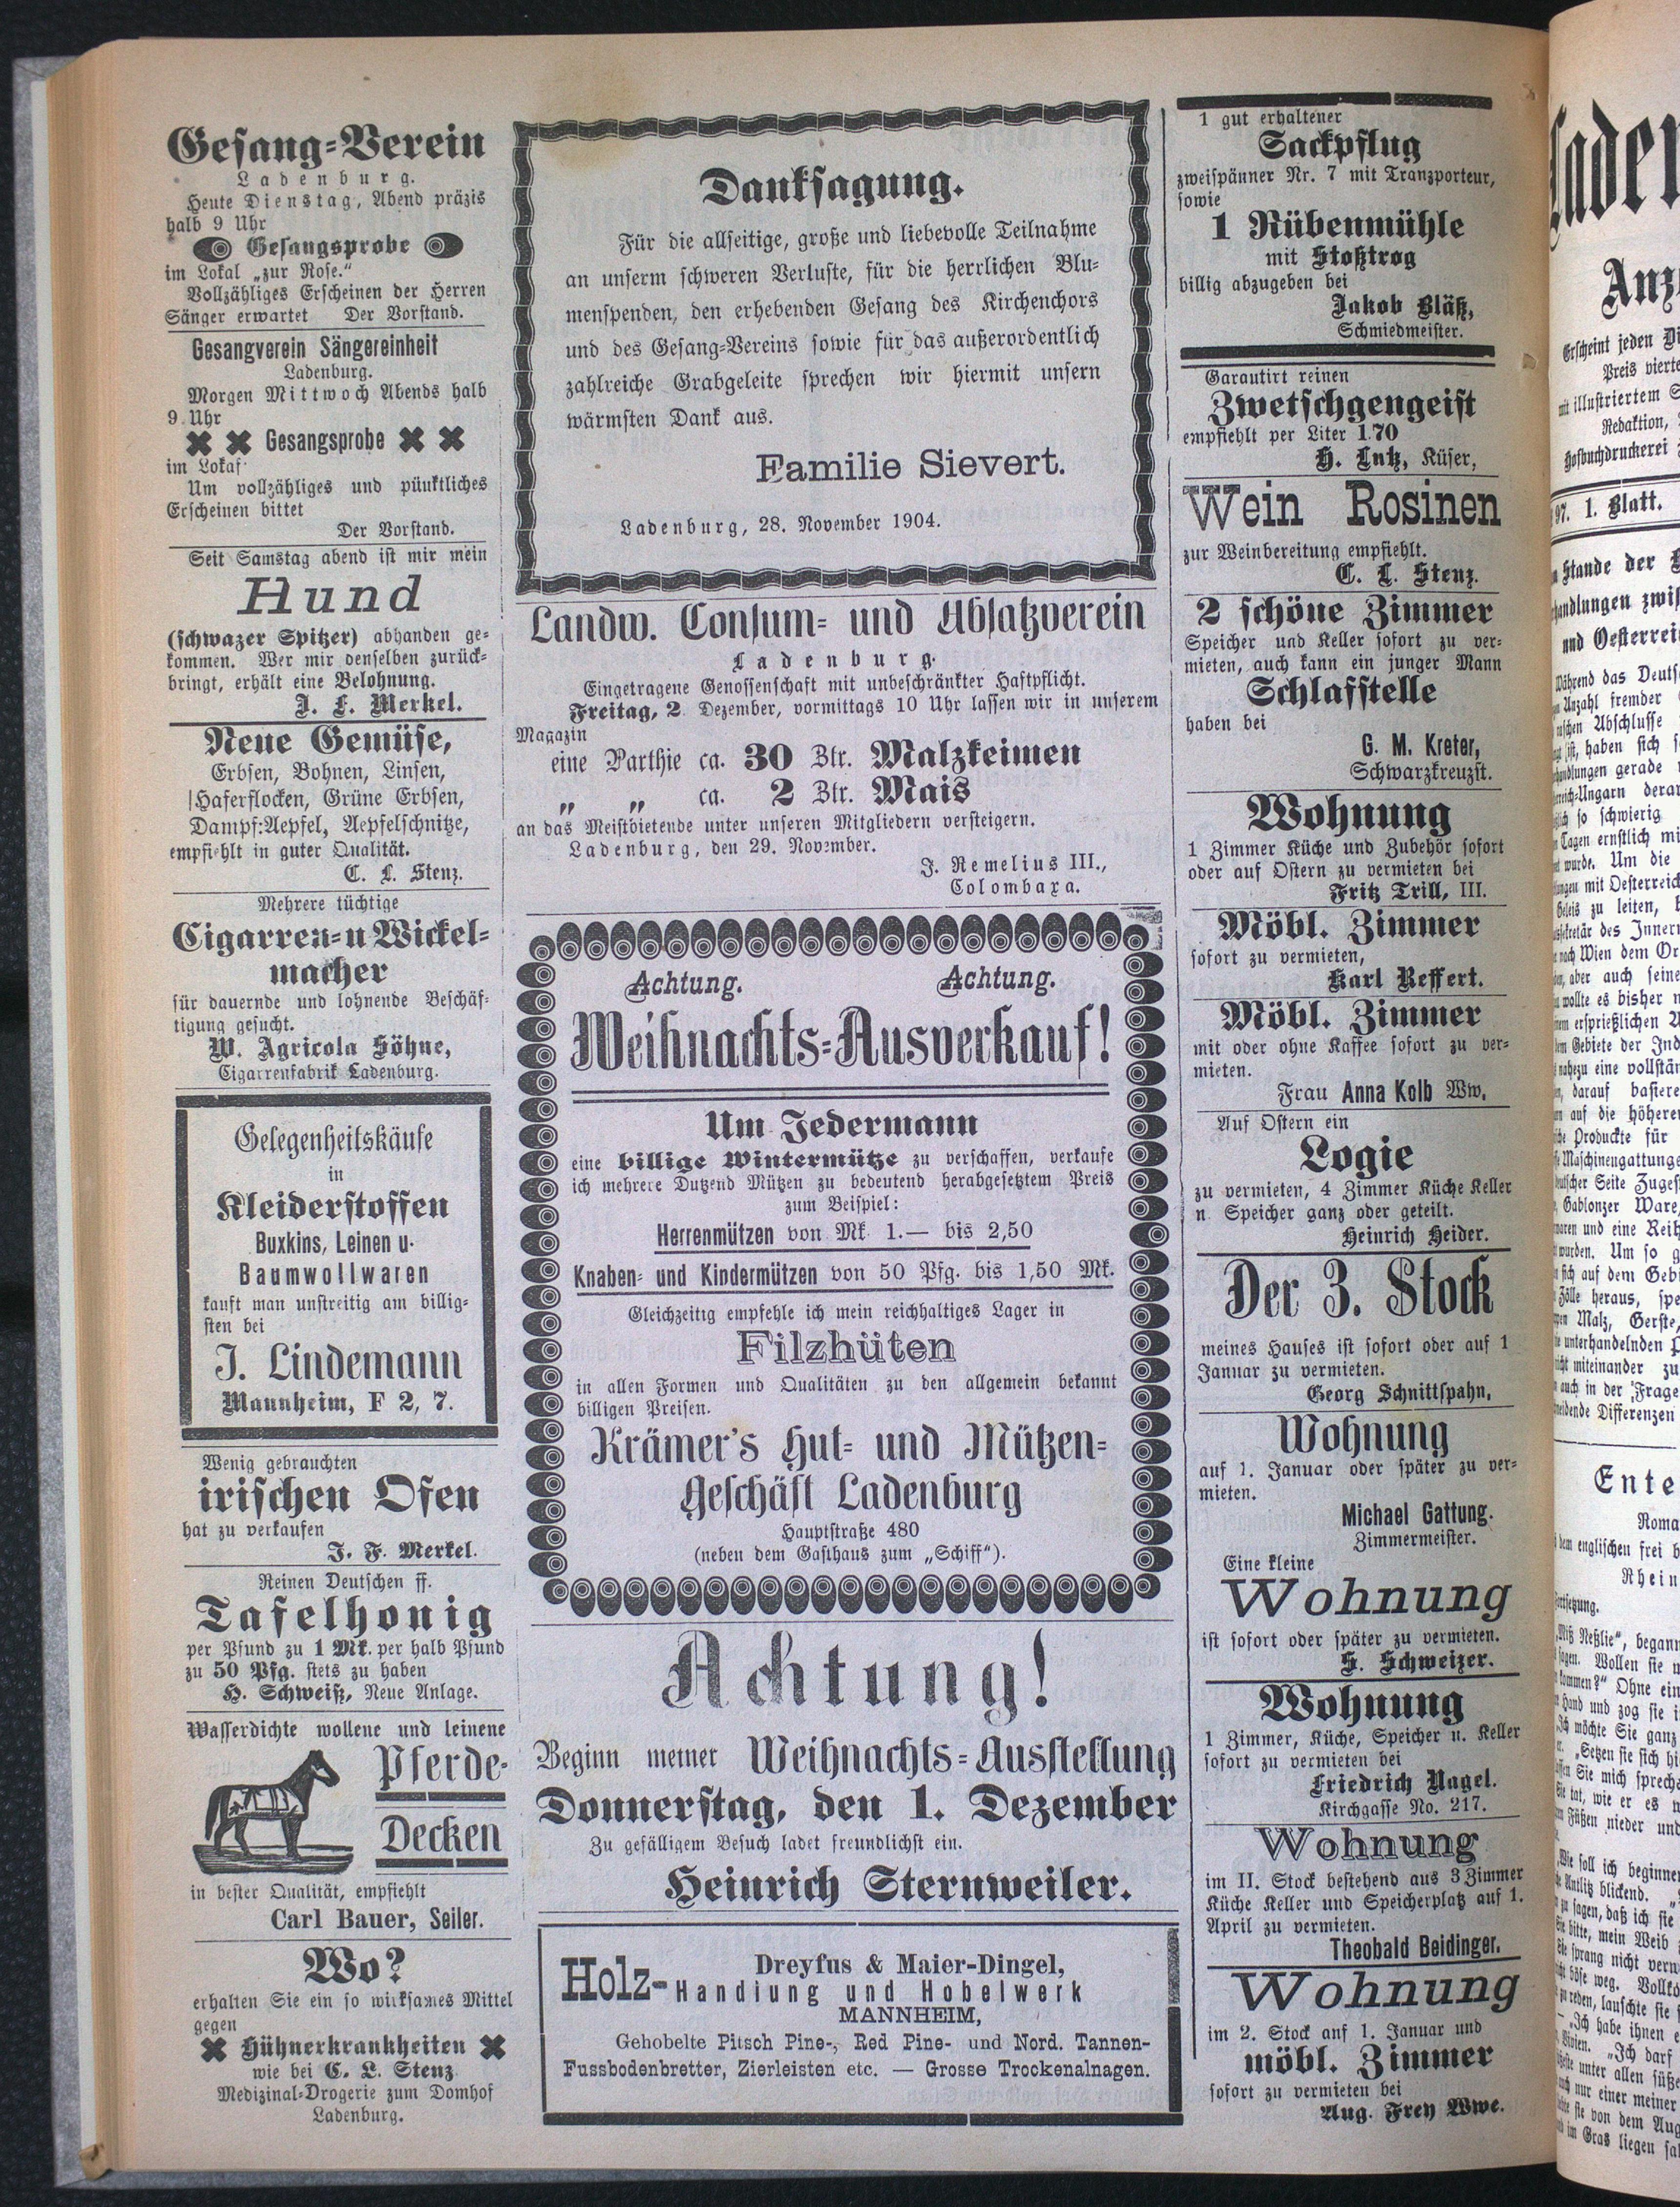 Gesang-Verein
Ladenburg.
Heute Dienstag, Abend präzis
halb 9 Uhr
Gesangsprobe
im Lokal „zur Rose.“
Vollzähliges Erscheinen der Herren
Sänger erwartet Der Vorstand.
Gesangverein Sängereinheit
Ladenburg.
Morgen Mittwoch Abends halb
9 Uhr
Gesangsprobe
im Lokal
Um vollzähliges und pünktliches
Erscheinen bittet
Der Vorstand.
Seit Samstag abend ist mir mein
Hund
(schwazer Spitzer) abhanden ge-
kommen. Wer mir denselben zurück-
bringt, erhält eine Belohnung.
J. F. Merkel.
Neue Gemüse,
Erbsen, Bohnen, Linsen,
Haferflocken, Grüne Erbsen,
Dampf-Aepfel, Aepfelschnitze,
empfiehlt in guter Qualität.
C. L. Stenz.
Mehrere tüchtige
Cigarren- u Wickel-
macher
für dauernde und lohnende Beschäf-
tigung gesucht.
W. Agricola Söhne,
Cigarrenfabrik Ladenburg.
Gelegenheitskäufe
in
Kleiderstoffen
Buxkins, Leinen u.
Baumwollwaren
kauft man unstreitig am billig-
sten bei
J. Lindemann
Mannheim, F 2, 7.
Wenig gebrauchten
irischen Ofen
hat zu verkaufen
J. F. Merkel.
Reinen Deutschen ff.
Tafelhonig
per Pfund zu 1 Mk. per halb Pfund
zu 50 Pfg. stets zu haben
H. Schweiß, Neue Anlage.
Wasserdichte wollene und leinene
Pferde-
Decken
in bester Qualität, empfiehlt
Carl Bauer, Seiler.
Wo?
erhalten Sie ein so wirksames Mittel
gegen
Hühnerkrankheiten
wie bei C. L. Stenz
Medizinal-Drogerie zum Domhof
Ladenburg.
Danksagung.
Für die allseitige, große und liebevolle Teilnahme
an unserm schweren Verluste, für die herrlichen Blu-
menspenden, den erhebenden Gesang des Kirchenchors
und des Gesang-Vereins sowie für das außerordentlich
zahlreiche Grabgeleite sprechen wir hiermit unsern
wärmsten Dank aus.
Familie Sievert.
Ladenburg, 28. November 1904.
Landw. Consum- und Absatzverein
Ladenburg.
Eingetragene Genossenschaft mit unbeschränkter Haftpflicht.
Freitag, 2. Dezember, vormittags 10 Uhr lassen wir in unserem
Magazin
eine Parthie ca. 30 Ztr. Malzkeimen
„ „ ca. 2 Ztr. Mais
an das Meistbietende unter unseren Mitgliedern versteigern.
Ladenburg, den 29. November.
J. Remelius III.,
Colombara.
Achtung. Achtung.
Weihnachts-Ausverkauf!
Um Jedermann
eine billige Wintermütze zu verschaffen, verkaufe
ich mehrere Dutzend Mützen zu bedeutend herabgesetztem Preis
zum Beispiel:
Herrenmützen von Mk. 1.— bis 2,50
Knaben- und Kindermützen von 50 Pfg. bis 1,50 Mk.
Gleichzeitig empfehle ich mein reichhaltiges Lager in
Filzhüten
in allen Formen und Qualitäten zu den allgemein bekannt
billigen Preisen.
Krämer's Hut- und Mützen-
Geschäft Ladenburg
Hauptstraße 480
(neben dem Gasthaus zum „Schiff“).
Achtung!
Beginn meiner Weihnachts-Ausstellung
Donnerstag, den 1. Dezember
Zu gefälligem Besuch ladet freundlichst ein.
Heinrich Sternweiler.
Dreyfus & Maier-Dingel,
Holz-Handlung und Hobelwerk
MANNHEIM,
Gehobelte Pitsch Pine-, Red Pine- und Nord. Tannen-
Fussbodenbretter, Zierleisten etc. — Grosse Trockenalnagen.
1 gut erhaltener
Sackpflug
zweispänner Nr. 7 mit Tranzporteur,
sowie
1 Rübenmühle
mit Stoßtrog
billig abzugeben bei
Jakob Bläß,
Schmiedmeister.
Garautirt reinen
Zwetschgengeist
empfiehlt per Liter 1.70
H. Lutz, Küfer,
Wein Rosinen
zur Weinbereitung empfiehlt.
C. L. Stenz.
2 schöne Zimmer
Speicher und Keller sofort zu ver-
mieten, auch kann ein junger Mann
Schlafstelle
haben bei
G. M. Kreter,
Schwarzkreuzst.
Wohnung
1 Zimmer Küche und Zubehör sofort
oder auf Ostern zu vermieten bei
Fritz Trill, III.
Möbl. Zimmer
sofort zu vermieten,
Karl Reffert.
Möbl. Zimmer
mit oder ohne Kaffee sofort zu ver-
mieten.
Frau Anna Kolb Ww.
Auf Ostern ein
Logie
zu vermieten, 4 Zimmer Küche Keller
n Speicher ganz oder geteilt.
Heinrich Heider.
Der 3. Stock
meines Hauses ist sofort oder auf 1
Januar zu vermieten.
Georg Schnittspahn.
Wohnung
auf 1. Januar oder später zu ver-
mieten.
Michael Gattung.
Zimmermeister.
Eine kleine
Wohnung
ist sofort oder später zu vermieten.
H. Schweizer.
Wohnung
1 Zimmer, Küche, Speicher u. Keller
sofort zu vermieten bei
Friedrich Nagel.
Kirchgasse No. 217.
Wohnung
im II. Stock bestehend aus 3 Zimmer
Küche Keller und Speicherplatz auf 1.
April zu vermieten.
Theobald Beidinger.
Wohnung
im 2. Stock auf 1. Januar und
möbl. Zimmer
sofort zu vermieten bei
Aug. Frey Wwe.
Laden
Anz
Erscheint jeden
Preis vierte
mit illustriertem
Redaktion,
Hofbuchdruckerei
97. 1. Blatt.
Stande der
handlungen zwis
und Oesterrei